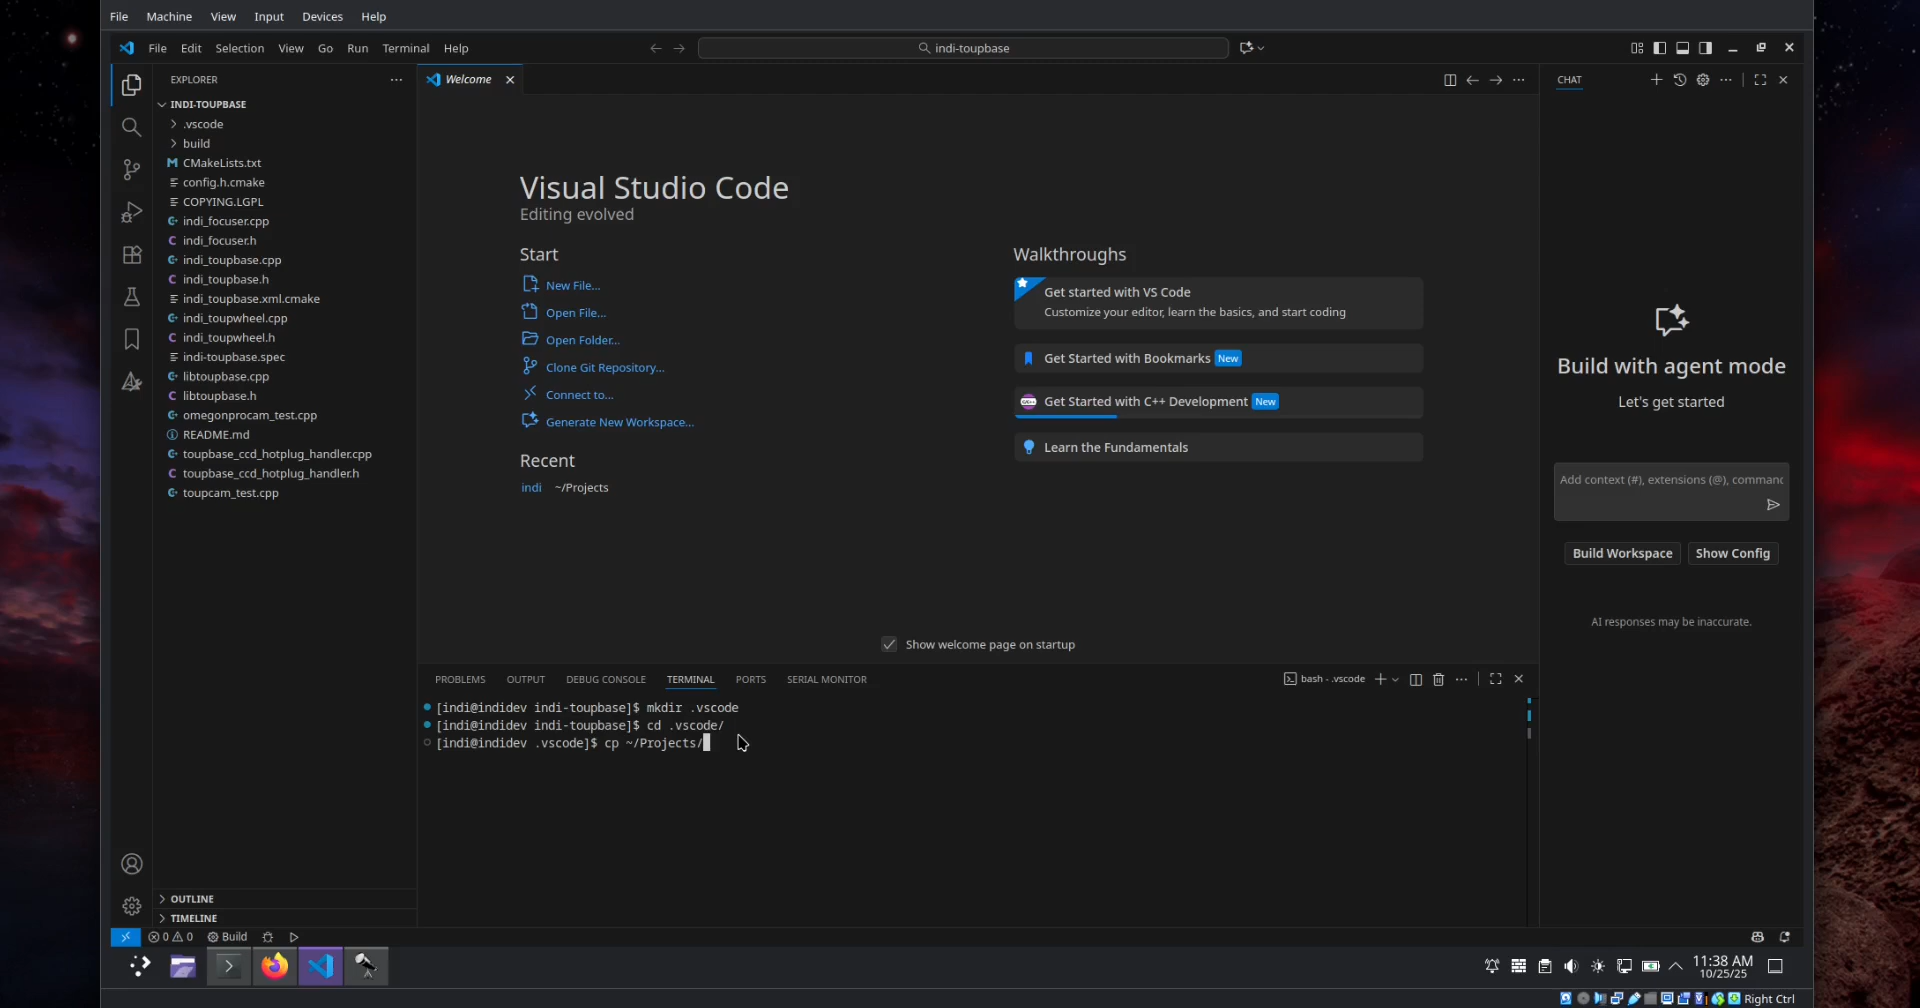 File Machine View Input Devices Help
File Edit Selection View Go Run Terminal Help
indi-toupbase
EXPLORER
INDI-TOUPBASE
.vscode
build
CMakeLists.txt
config.h.cmake
COPYING.LGPL
indi_focuser.cpp
indi_focuser.h
indi_toupbase.cpp
indi_toupbase.h
indi_toupbase.xml.cmake
indi_toupwheel.cpp
indi_toupwheel.h
indi-toupbase.spec
libtoupbase.cpp
libtoupbase.h
omegonprocam_test.cpp
README.md
toupbase_ccd_hotplug_handler.cpp
toupbase_ccd_hotplug_handler.h
toupcam_test.cpp
OUTLINE
TIMELINE
Welcome
Visual Studio Code
Editing evolved
Start
New File...
Open File...
Open Folder...
Clone Git Repository...
Connect to...
Generate New Workspace...
Recent
indi ~/Projects
Walkthroughs
Get started with VS Code
Customize your editor, learn the basics, and start coding
Get Started with Bookmarks New
Get Started with C++ Development New
Learn the Fundamentals
Show welcome page on startup
PROBLEMS OUTPUT DEBUG CONSOLE TERMINAL PORTS SERIAL MONITOR
bash - .vscode
[indi@indidev indi-toupbase]$ mkdir .vscode
[indi@indidev indi-toupbase]$ cd .vscode/
[indi@indidev .vscode]$ cp ~/Projects/
CHAT
Build with agent mode
Let's get started
Add context (#), extensions (@), command
Build Workspace Show Config
AI responses may be inaccurate.
0 0 Build
11:38 AM
10/25/25
Right Ctrl